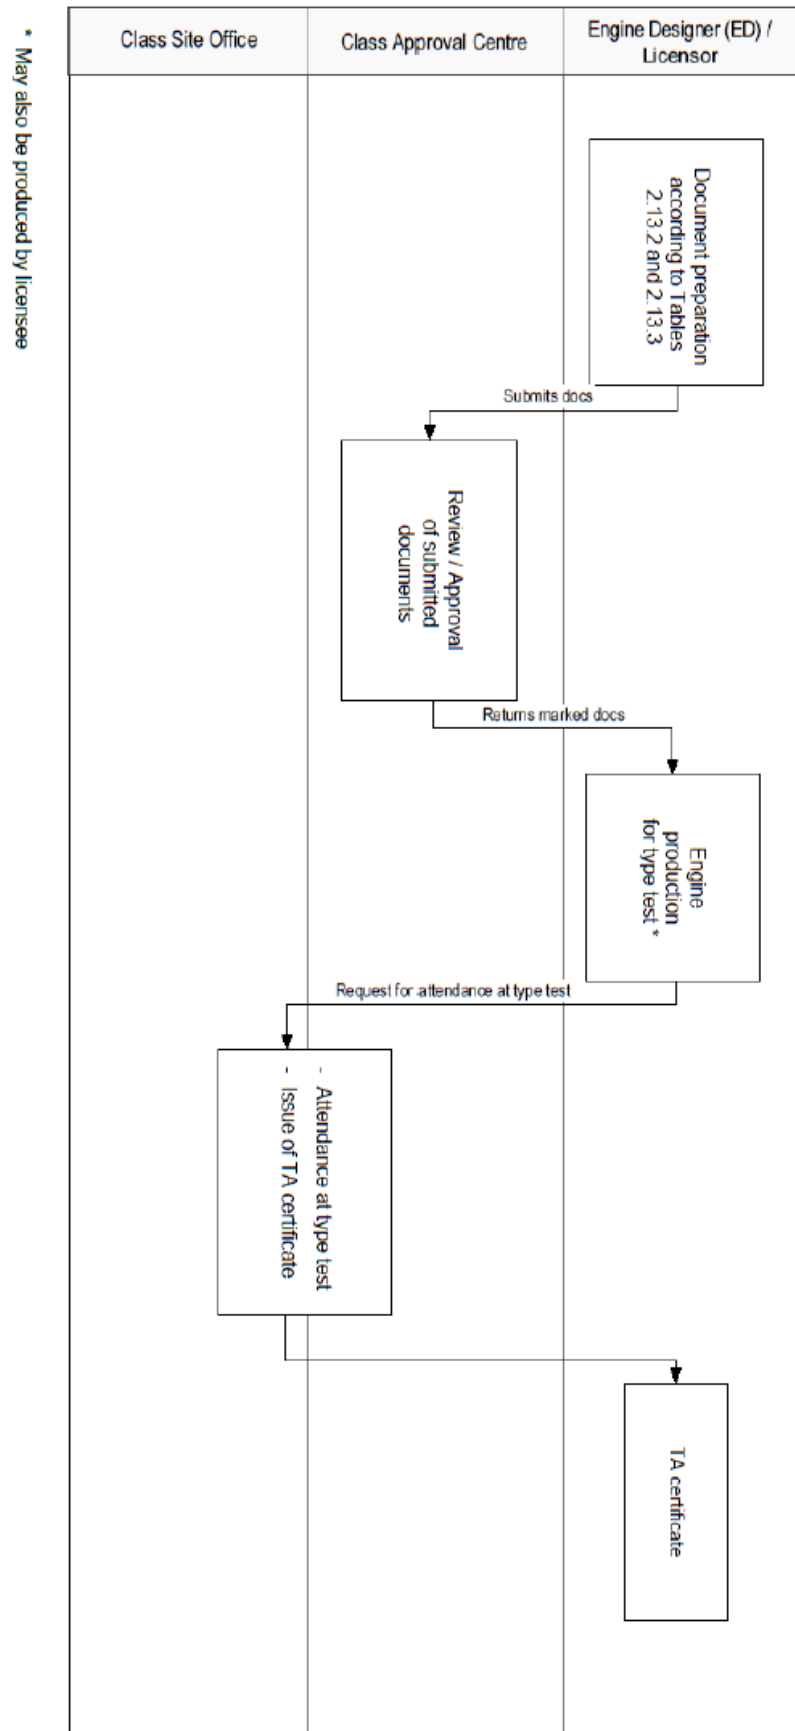 Class Site Office
Class Approval Centre
Engine Designer (ED) /
Licensor
Document preparation
according to Tables
2.13.2 and 2.13.3
Submits docs
Review / Approval
of submitted
documents
Returns marked docs
Engine
production
for type test *
Request for attendance at type test
- Attendance at type test
- Issue of TA certificate
TA certificate
* May also be produced by licensee